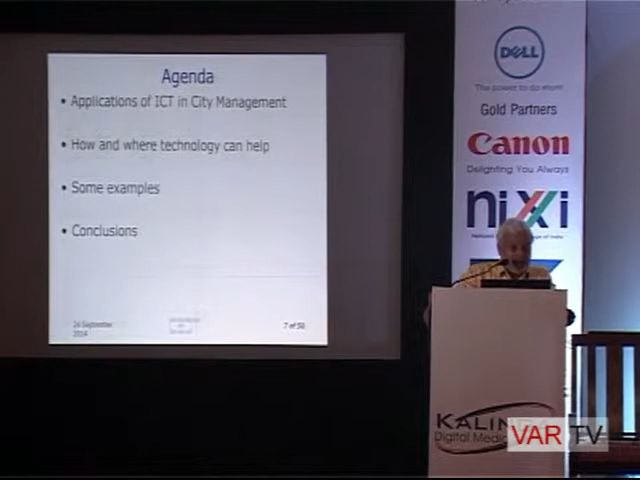 Agenda
• Applications of ICT in City Management
• How and where technology can help
• Some examples
• Conclusions
2014
7 of 50
DELL
The power to do more
Gold Partners
Canon
Delighting You Always
nixi
of India
KALIN
Digital Medi
VAR TV